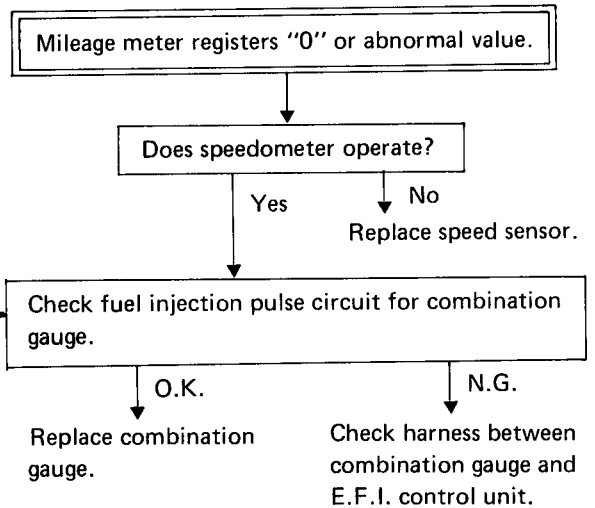 Mileage meter registers "0" or abnormal value.
Does speedometer operate?
Yes
No
Replace speed sensor.
Check fuel injection pulse circuit for combination
gauge.
O.K.
N.G.
Replace combination
gauge.
Check harness between
combination gauge and
E.F.I. control unit.